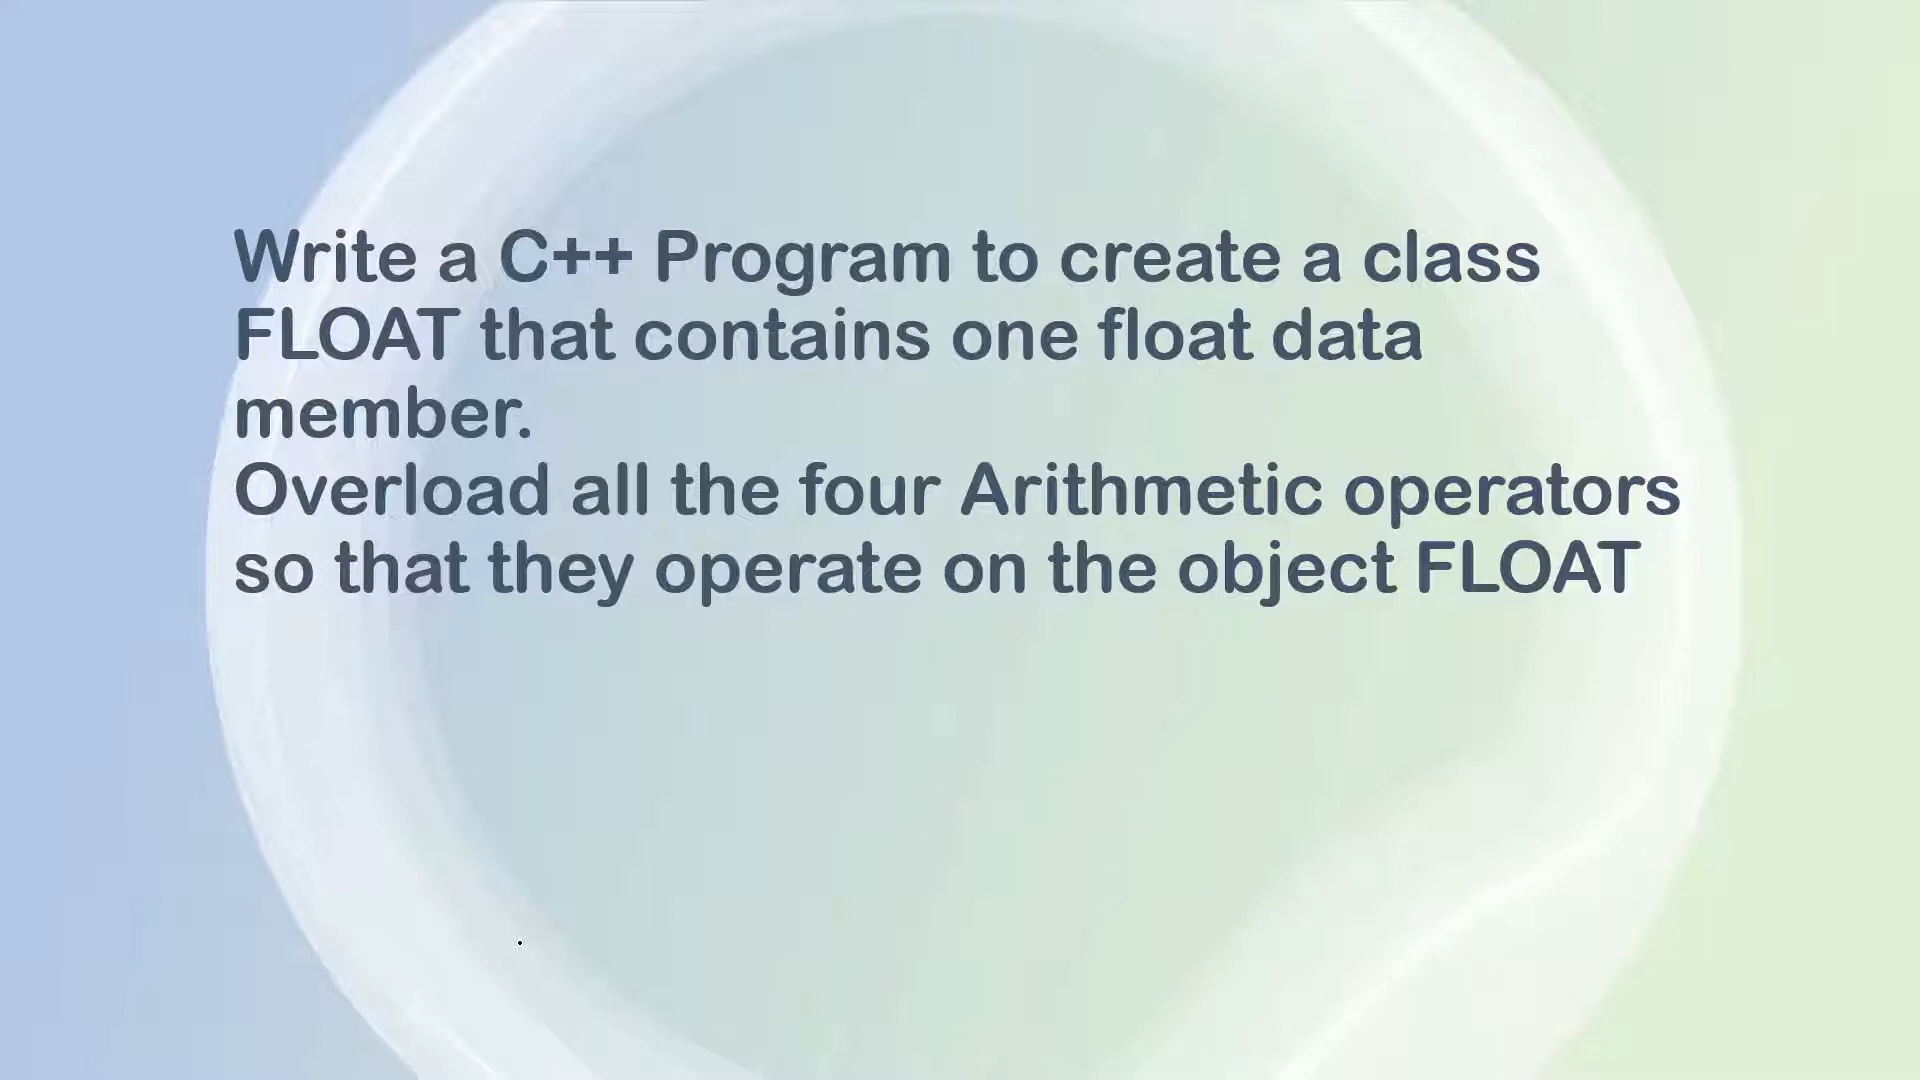 Write a C++ Program to create a class
FLOAT that contains one float data
member.
Overload all the four Arithmetic operators
so that they operate on the object FLOAT